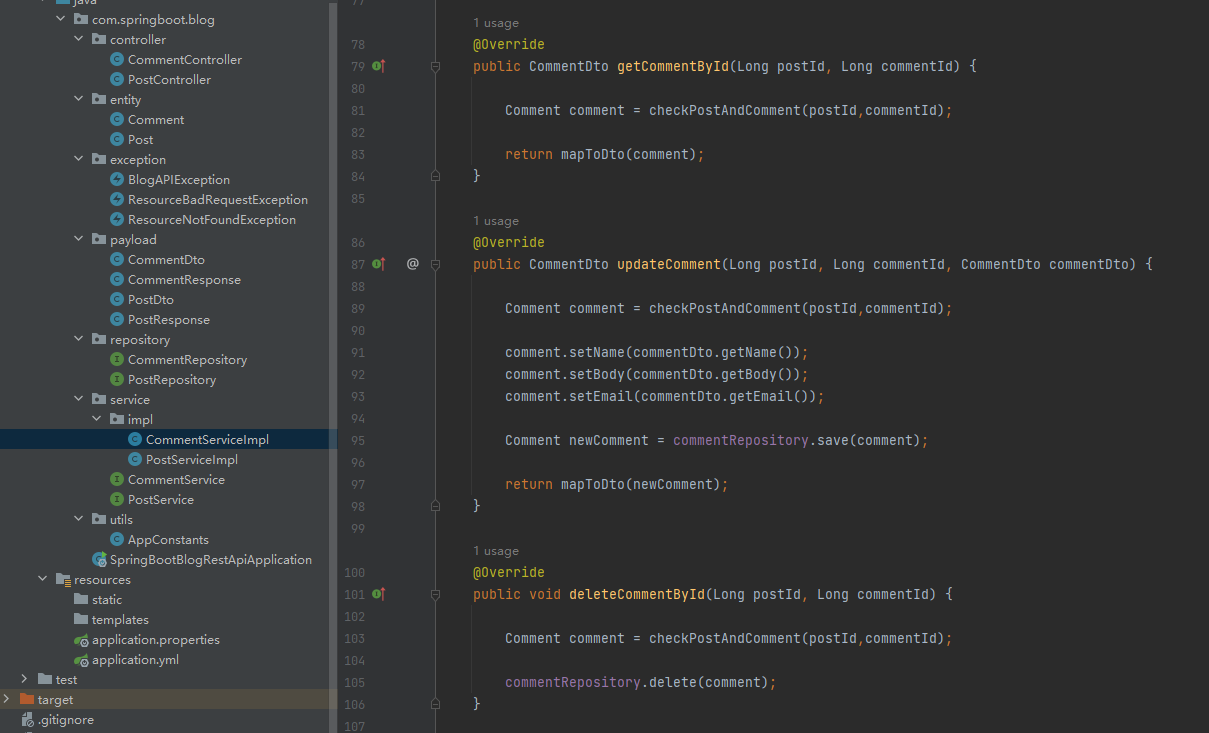 java
com.springboot.blog
controller
CommentController
PostController
entity
Comment
Post
exception
BlogAPIException
ResourceBadRequestException
ResourceNotFoundException
payload
CommentDto
CommentResponse
PostDto
PostResponse
repository
CommentRepository
PostRepository
service
impl
CommentServiceImpl
PostServiceImpl
CommentService
PostService
utils
AppConstants
SpringBootBlogRestApiApplication
resources
static
templates
application.properties
application.yml
test
target
.gitignore
77
1 usage
78 @Override
79 public CommentDto getCommentById(Long postId, Long commentId) {
80
81 Comment comment = checkPostAndComment(postId,commentId);
82
83 return mapToDto(comment);
84 }
85
1 usage
86 @Override
87 @ public CommentDto updateComment(Long postId, Long commentId, CommentDto commentDto) {
88
89 Comment comment = checkPostAndComment(postId,commentId);
90
91 comment.setName(commentDto.getName());
92 comment.setBody(commentDto.getBody());
93 comment.setEmail(commentDto.getEmail());
94
95 Comment newComment = commentRepository.save(comment);
96
97 return mapToDto(newComment);
98 }
99
1 usage
100 @Override
101 public void deleteCommentById(Long postId, Long commentId) {
102
103 Comment comment = checkPostAndComment(postId,commentId);
104
105 commentRepository.delete(comment);
106 }
107